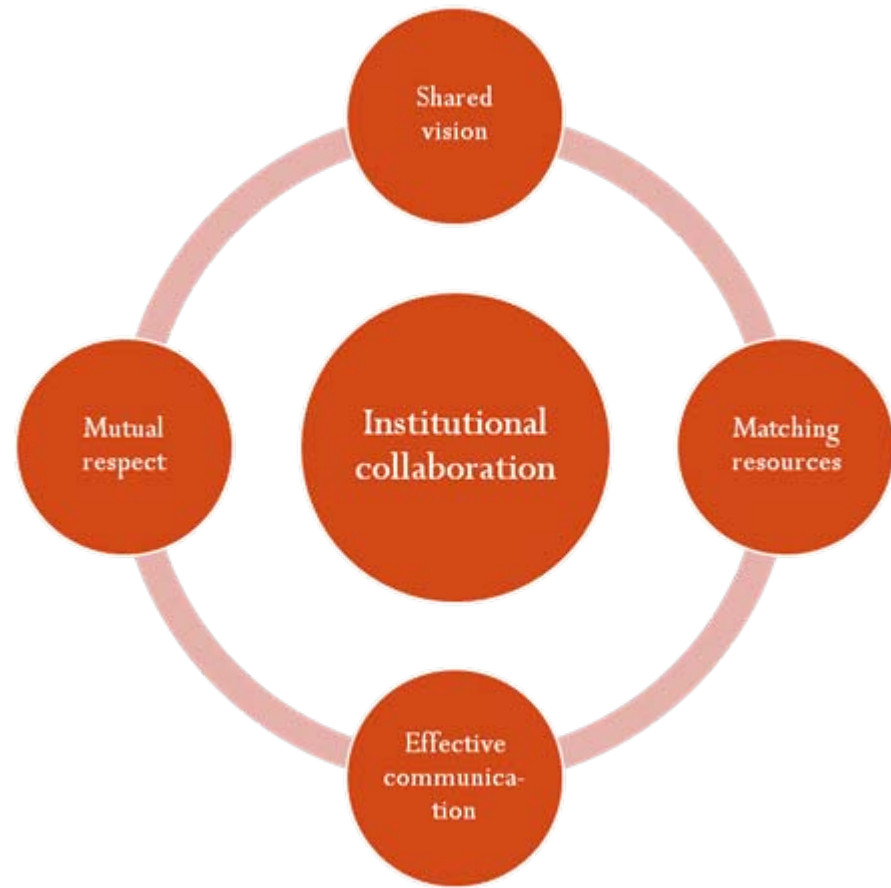 Shared
vision
Mutual
respect
Institutional
collaboration
Matching
resources
Effective
communica-
tion